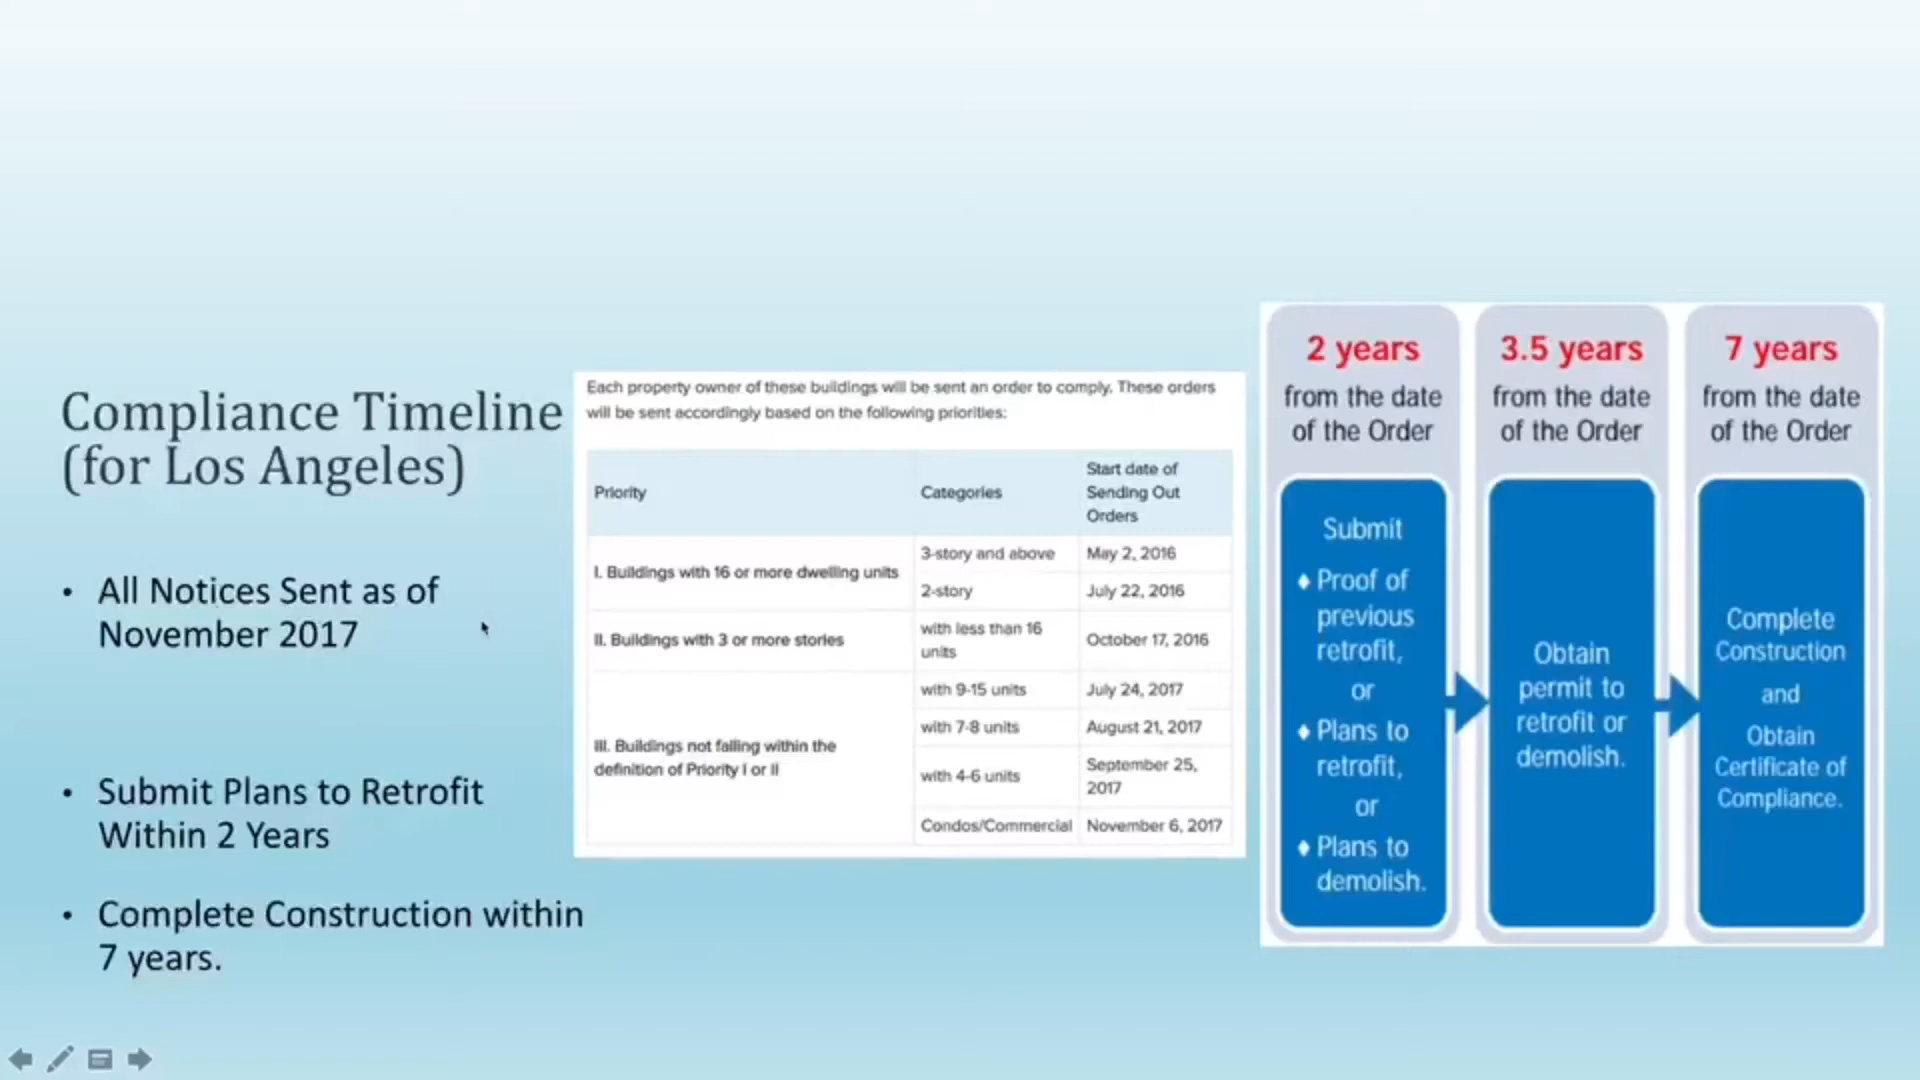 Compliance Timeline
(for Los Angeles)
• All Notices Sent as of
November 2017
• Submit Plans to Retrofit
Within 2 Years
• Complete Construction within
7 years.
Each property owner of these buildings will be sent an order to comply. These orders
will be sent accordingly based on the following priorities:
Priority
Categories
Start date of
Sending Out
Orders
I. Buildings with 16 or more dwelling units
3-story and above
May 2, 2016
2-story
July 22, 2016
II. Buildings with 3 or more stories
with less than 16
units
October 17, 2016
III. Buildings not falling within the
definition of Priority I or II
with 9-15 units
July 24, 2017
with 7-8 units
August 21, 2017
with 4-6 units
September 25,
2017
Condos/Commercial
November 6, 2017
2 years
from the date
of the Order
Submit
♦ Proof of
previous
retrofit,
or
♦ Plans to
retrofit,
or
♦ Plans to
demolish.
3.5 years
from the date
of the Order
Obtain
permit to
retrofit or
demolish.
7 years
from the date
of the Order
Complete
Construction
and
Obtain
Certificate of
Compliance.